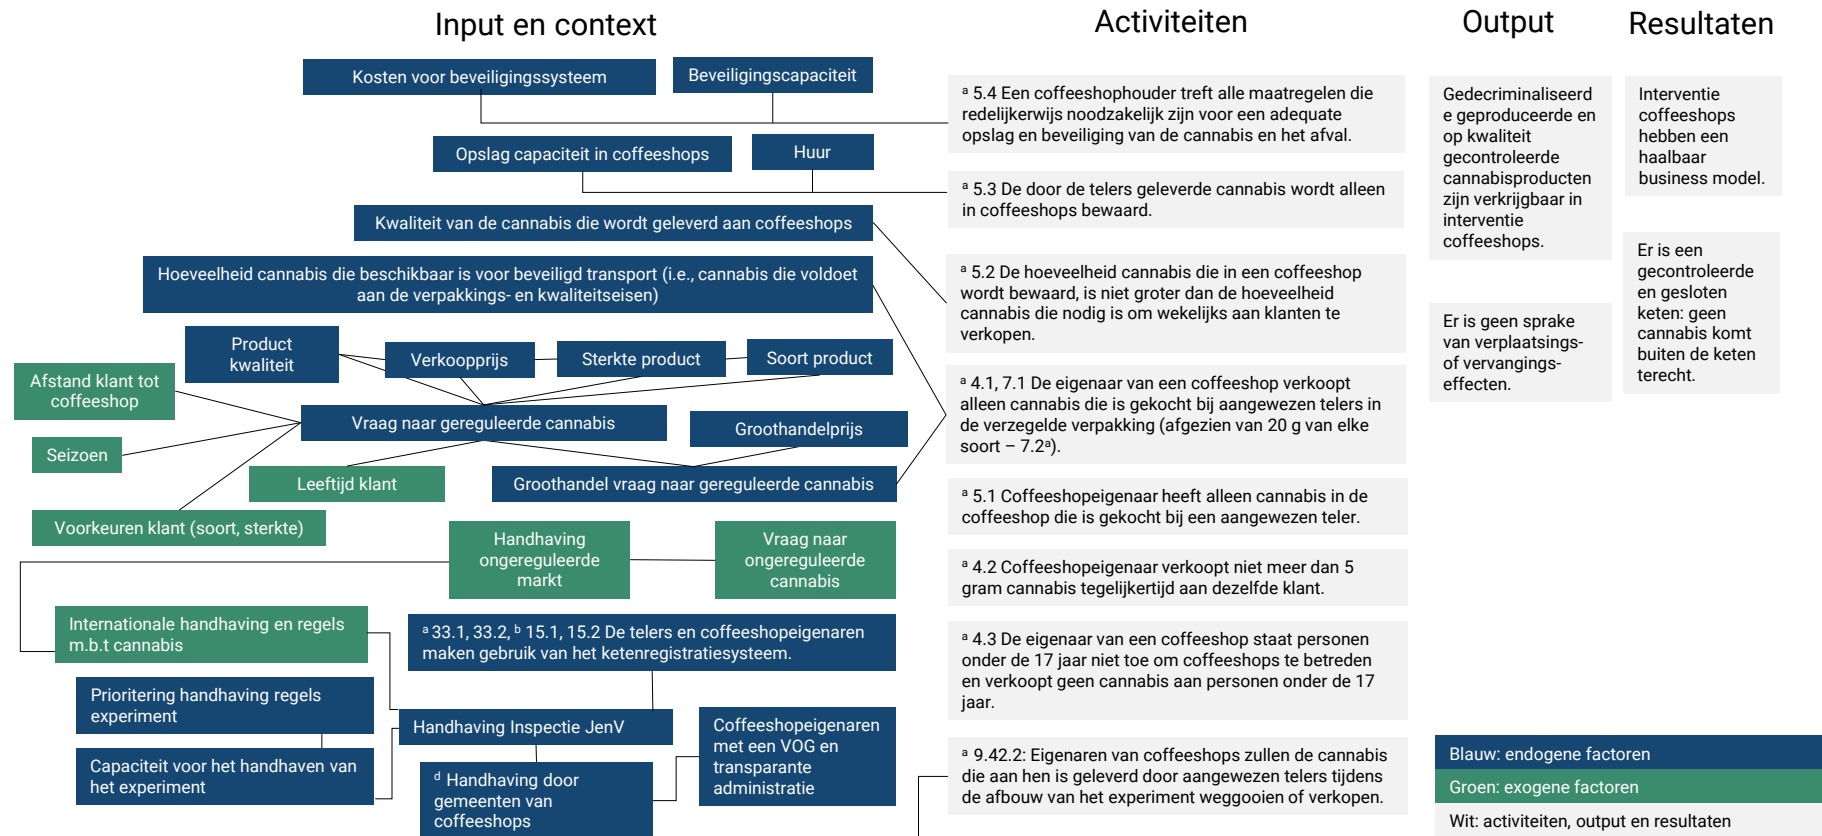 Input en context
Activiteiten
Output
Resultaten
Kosten voor beveiligingssysteem
Beveiligingscapaciteit
Opslag capaciteit in coffeeshops
Huur
Kwaliteit van de cannabis die wordt geleverd aan coffeeshops
Hoeveelheid cannabis die beschikbaar is voor beveiligd transport (i.e., cannabis die voldoet
aan de verpakkings- en kwaliteitseisen)
Product
kwaliteit
Verkoopprijs
Sterkte product
Soort product
Afstand klant tot
coffeeshop
Vraag naar gereguleerde cannabis
Groothandelprijs
Seizoen
Leeftijd klant
Groothandel vraag naar gereguleerde cannabis
Voorkeuren klant (soort, sterkte)
Handhaving
ongereguleerde
markt
Vraag naar
ongereguleerde
cannabis
Internationale handhaving en regels
m.b.t cannabis
a 33.1, 33.2, b 15.1, 15.2 De telers en coffeeshopeigenaren
maken gebruik van het ketenregistratiesysteem.
Prioritering handhaving regels
experiment
Handhaving Inspectie JenV
Coffeeshopeigenaren
met een VOG en
transparante
administratie
Capaciteit voor het handhaven van
het experiment
d Handhaving door
gemeenten van
coffeeshops
a 5.4 Een coffeeshophouder treft alle maatregelen die
redelijkerwijs noodzakelijk zijn voor een adequate
opslag en beveiliging van de cannabis en het afval.
a 5.3 De door de telers geleverde cannabis wordt alleen
in coffeeshops bewaard.
a 5.2 De hoeveelheid cannabis die in een coffeeshop
wordt bewaard, is niet groter dan de hoeveelheid
cannabis die nodig is om wekelijks aan klanten te
verkopen.
a 4.1, 7.1 De eigenaar van een coffeeshop verkoopt
alleen cannabis die is gekocht bij aangewezen telers in
de verzegelde verpakking (afgezien van 20 g van elke
soort – 7.2a).
a 5.1 Coffeeshopeigenaar heeft alleen cannabis in de
coffeeshop die is gekocht bij een aangewezen teler.
a 4.2 Coffeeshopeigenaar verkoopt niet meer dan 5
gram cannabis tegelijkertijd aan dezelfde klant.
a 4.3 De eigenaar van een coffeeshop staat personen
onder de 17 jaar niet toe om coffeeshops te betreden
en verkoopt geen cannabis aan personen onder de 17
jaar.
a 9.42.2: Eigenaren van coffeeshops zullen de cannabis
die aan hen is geleverd door aangewezen telers tijdens
de afbouw van het experiment weggooien of verkopen.
Gedecriminaliseerd
e geproduceerde en
op kwaliteit
gecontroleerde
cannabisproducten
zijn verkrijgbaar in
interventie
coffeeshops.
Er is geen sprake
van verplaatsings-
of vervangings-
effecten.
Interventie
coffeeshops
hebben een
haalbaar
business model.
Er is een
gecontroleerde
en gesloten
keten: geen
cannabis komt
buiten de keten
terecht.
Blauw: endogene factoren
Groen: exogene factoren
Wit: activiteiten, output en resultaten